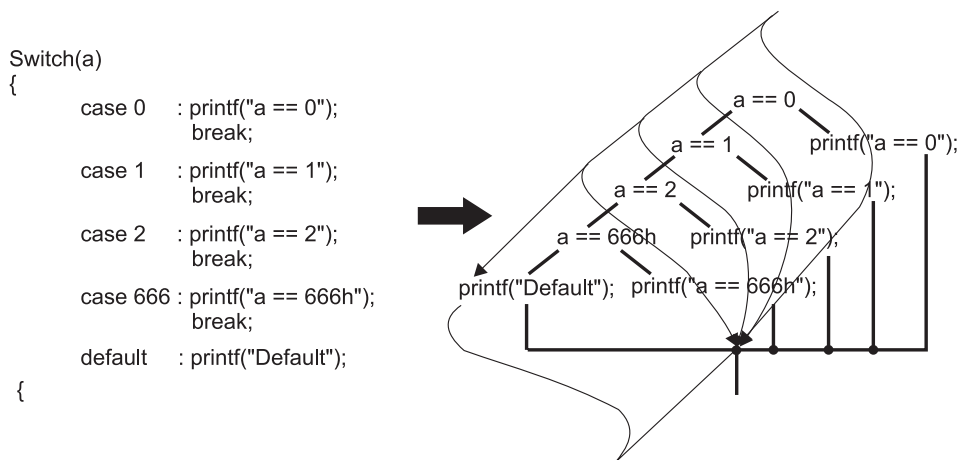 Switch(a)
{
case 0 : printf("a == 0");
break;
case 1 : printf("a == 1");
break;
case 2 : printf("a == 2");
break;
case 666 : printf("a == 666h");
break;
default : printf("Default");
{
a == 0
printf("a == 0");
a == 1
printf("a == 1");
a == 2
printf("a == 2");
a == 666h
printf("a == 666h");
printf("Default");